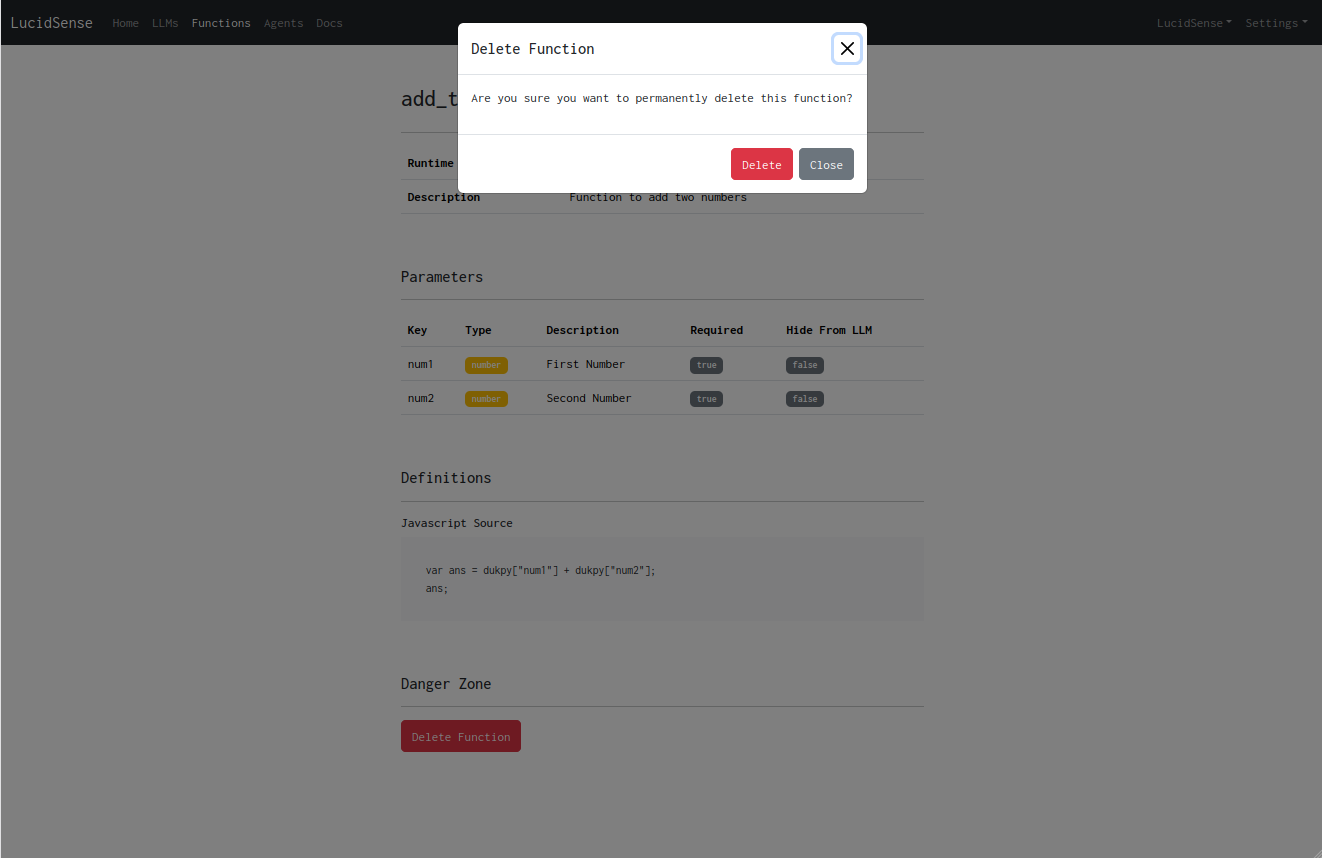 LucidSense Home LLMs Functions Agents Docs LucidSense Settings
Delete Function
Are you sure you want to permanently delete this function?
Delete Close
add_t
Runtime
Description Function to add two numbers
Parameters
Key Type Description Required Hide From LLM
num1 number First Number true false
num2 number Second Number true false
Definitions
Javascript Source
var ans = dukpy["num1"] + dukpy["num2"];
ans;
Danger Zone
Delete Function